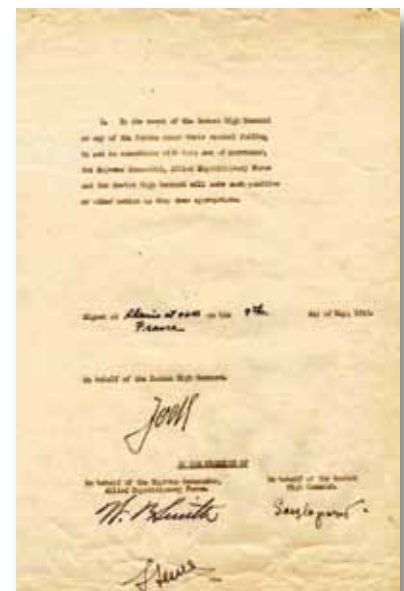 In the event of the German High Command
or any of the forces under their control failing
to act in accordance with this Act of Surrender,
the Supreme Commander, Allied Expeditionary Force
and the Soviet High Command will take such punitive
or other action as they deem appropriate.
Signed at Rheims at on the 7th day of May, 1945.
France
On behalf of the German High Command.
Jodl
IN THE PRESENCE OF
On behalf of the Supreme Commander,
Allied Expeditionary Force.
W. B. Smith
On behalf of the Soviet
High Command.